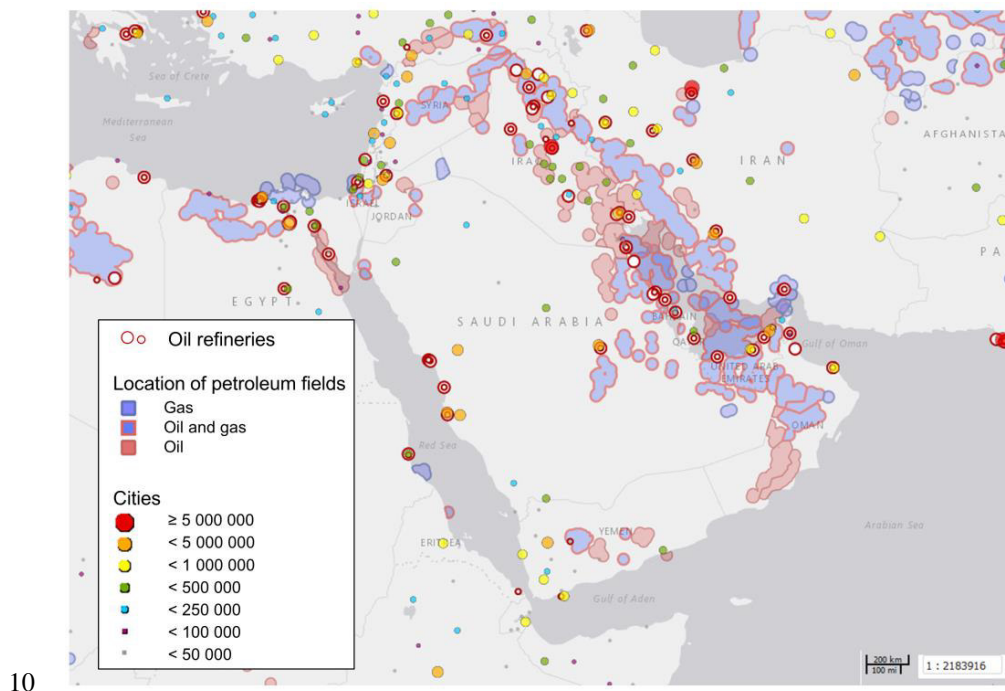 Sea of Crete
Mediterranean
Sea
SYRIA
AFGHANISTA
IRAQ
IRAN
ISRAEL
JORDAN
PA
EGYPT
SAUDI ARABIA
BAHRAIN
QA
Gulf of Oman
UNITED ARAB
EMIRATES
OMAN
Red Sea
Arabian Sea
YEMEN
ERITREA
Gulf of Aden
Oil refineries
Location of petroleum fields
Gas
Oil and gas
Oil
Cities
≥ 5 000 000
< 5 000 000
< 1 000 000
< 500 000
< 250 000
< 100 000
< 50 000
200 km
100 mi
1 : 2183916
10